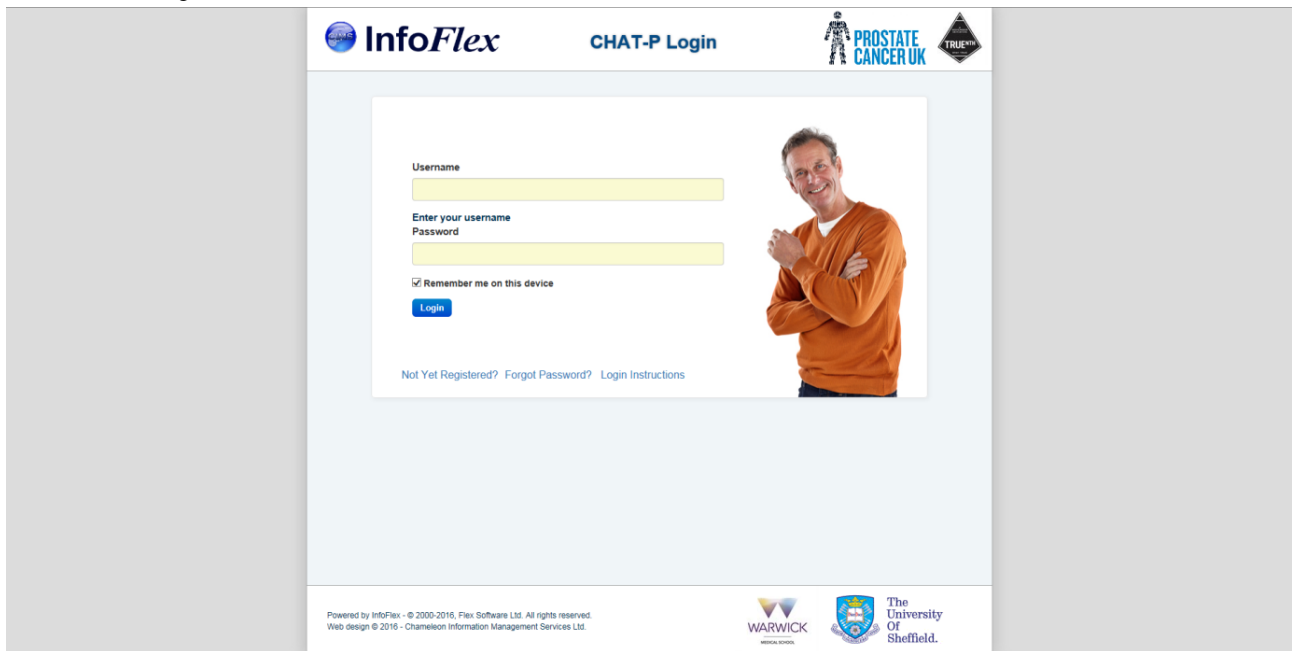 InfoFlex
CHAT-P Login
PROSTATE
CANCER UK
TRUE NTH
Username
Enter your username
Password
Remember me on this device
Login
Not Yet Registered? Forgot Password? Login Instructions
Powered by InfoFlex - © 2000-2016, Flex Software Ltd. All rights reserved.
Web design © 2016 - Chameleon Information Management Services Ltd.
WARWICK
MEDICAL SCHOOL
The
University
Of
Sheffield.